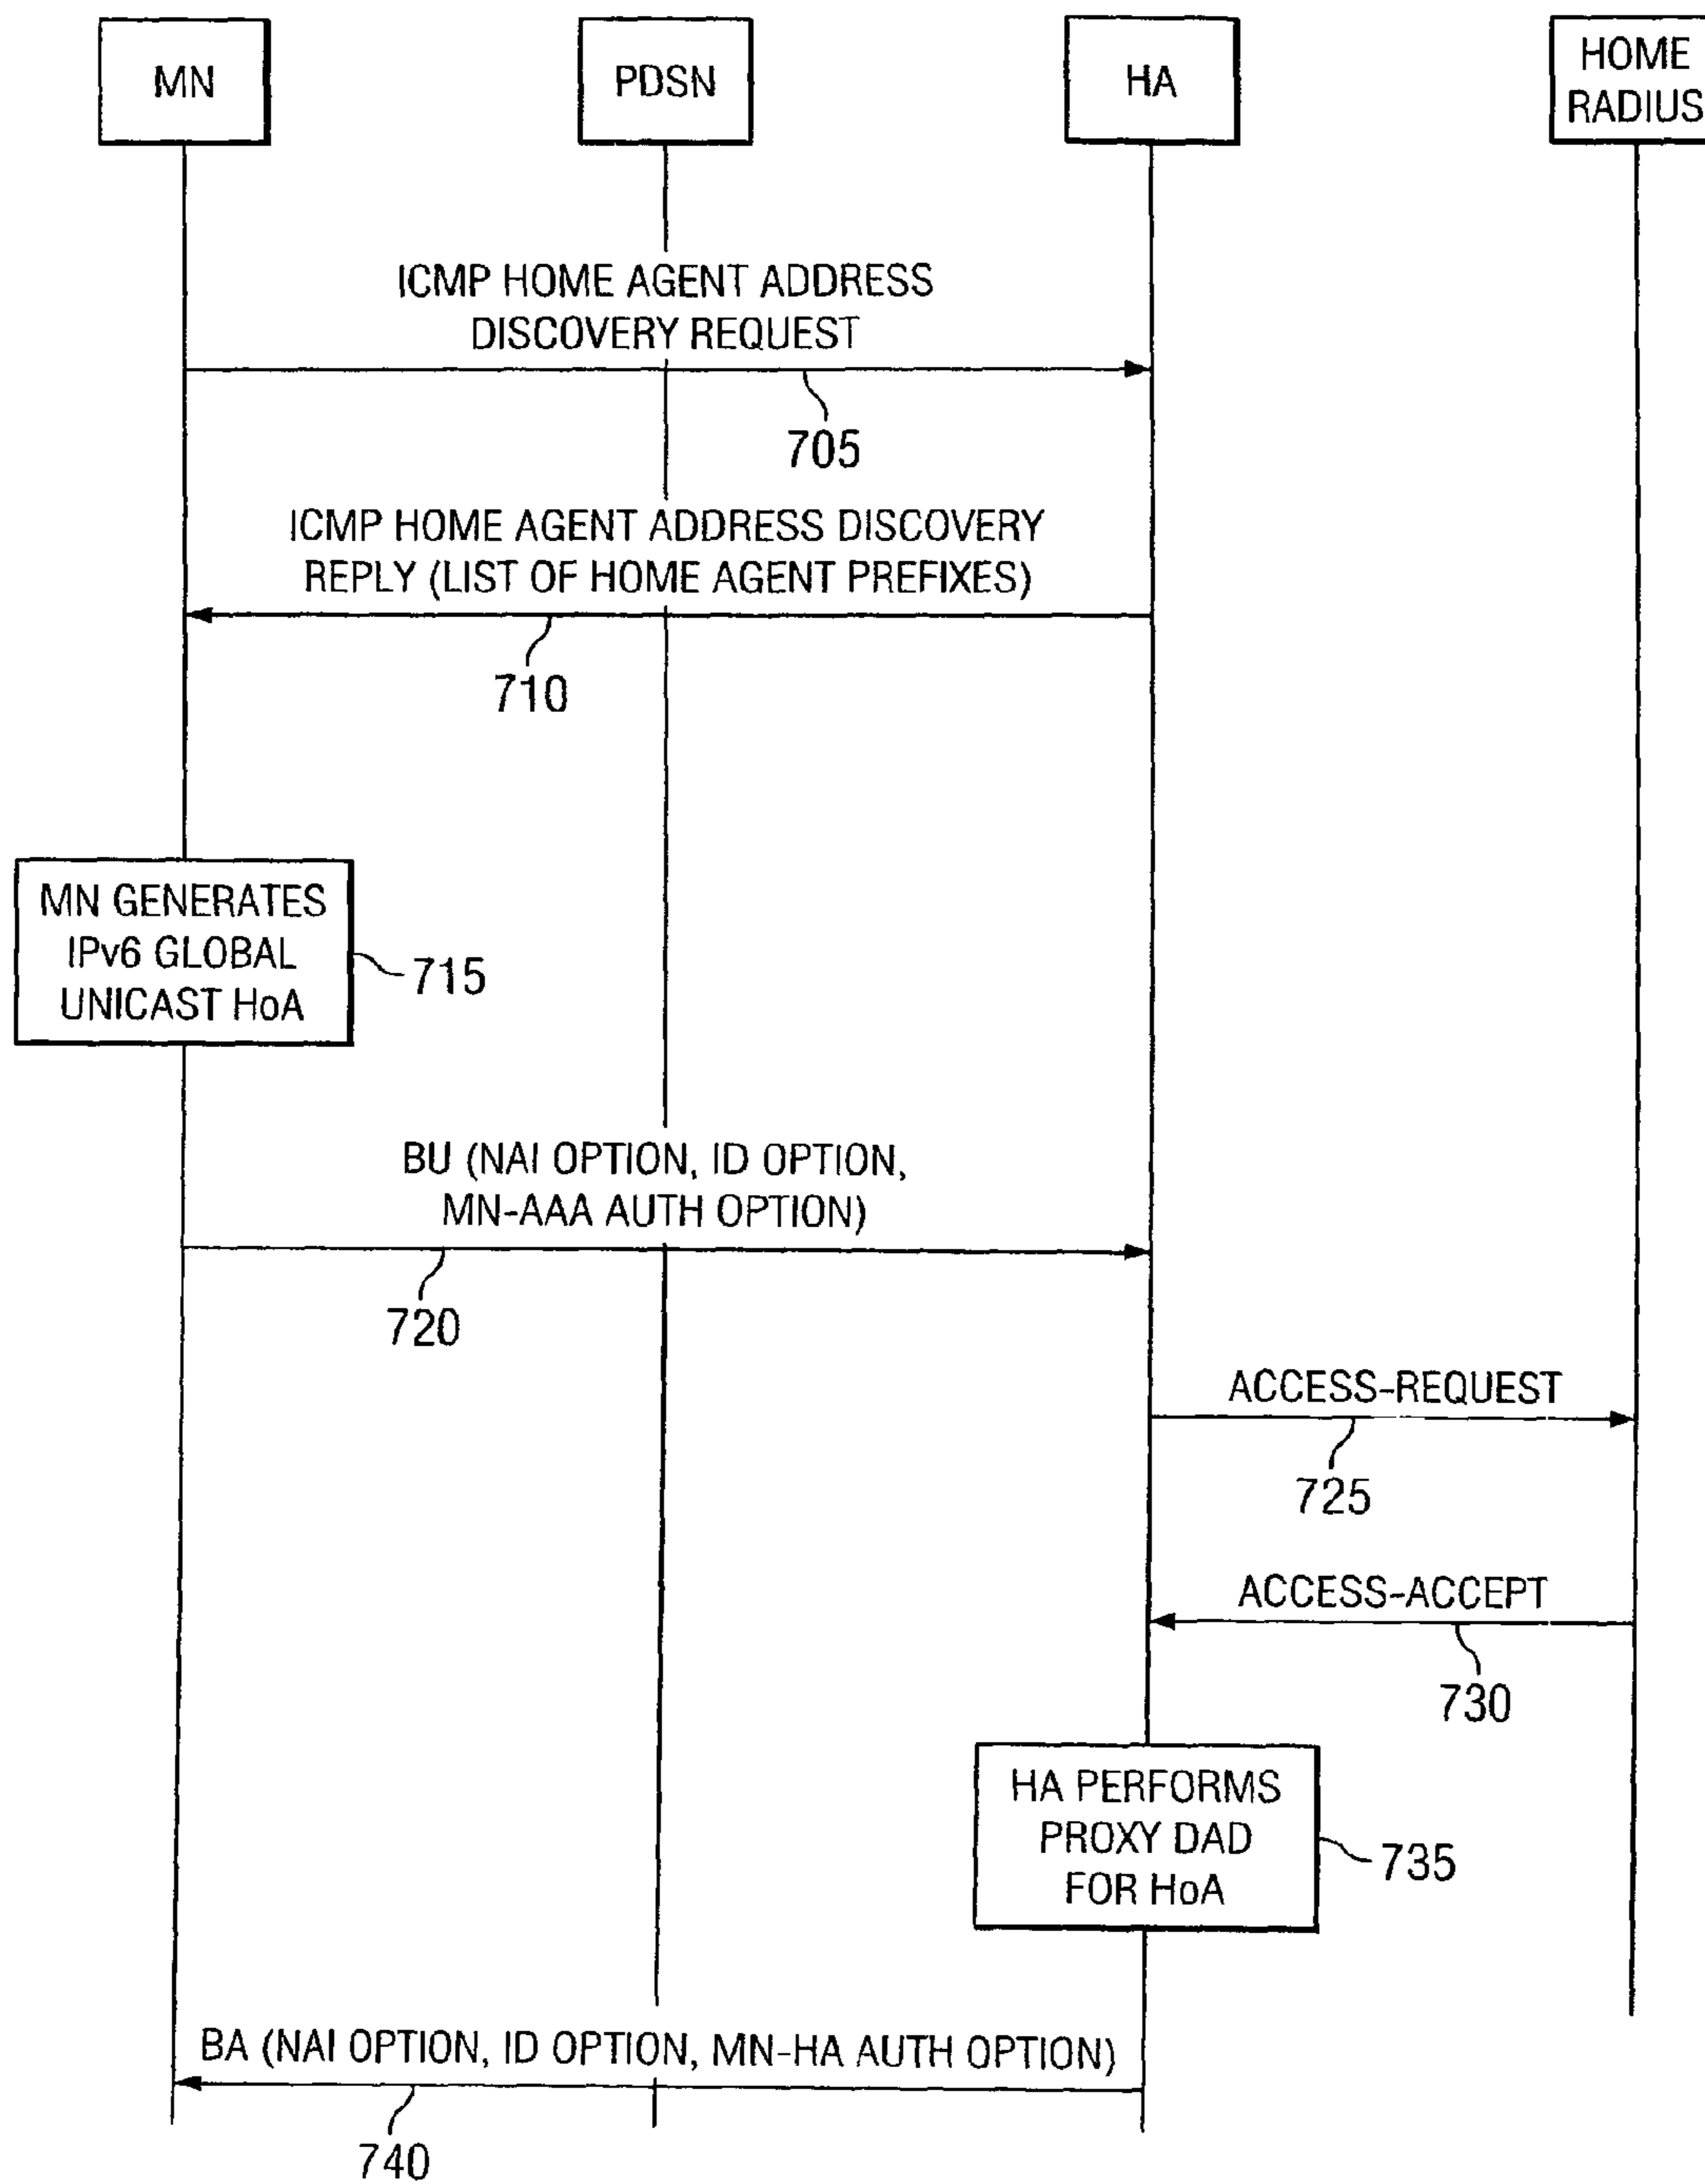 MN
PDSN
HA
HOME
RADIUS
ICMP HOME AGENT ADDRESS
DISCOVERY REQUEST
705
ICMP HOME AGENT ADDRESS DISCOVERY
REPLY (LIST OF HOME AGENT PREFIXES)
710
MN GENERATES
IPv6 GLOBAL
UNICAST HoA
715
BU (NAI OPTION, ID OPTION,
MN-AAA AUTH OPTION)
720
ACCESS-REQUEST
725
ACCESS-ACCEPT
730
HA PERFORMS
PROXY DAD
FOR HoA
735
BA (NAI OPTION, ID OPTION, MN-HA AUTH OPTION)
740